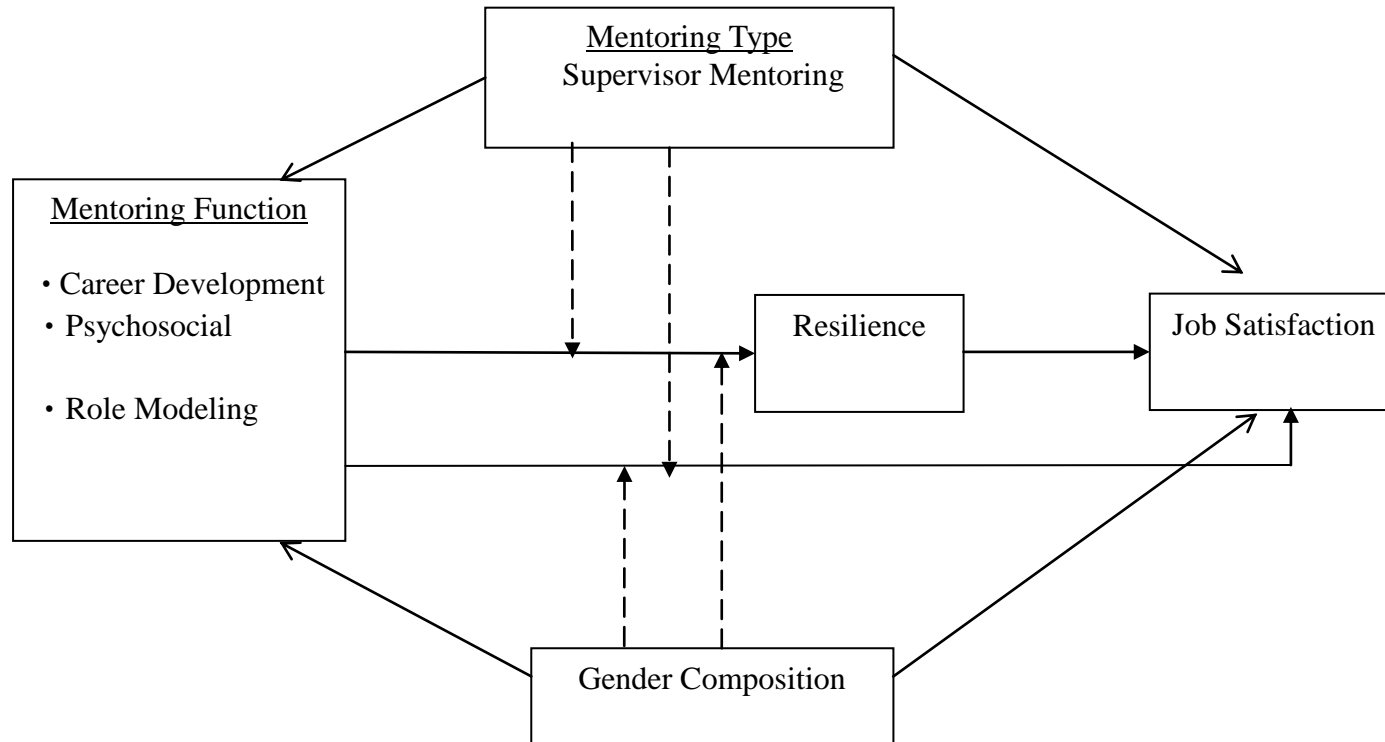 Mentoring Type
Supervisor Mentoring
Mentoring Function
・Career Development
・Psychosocial
・Role Modeling
Resilience
Job Satisfaction
Gender Composition